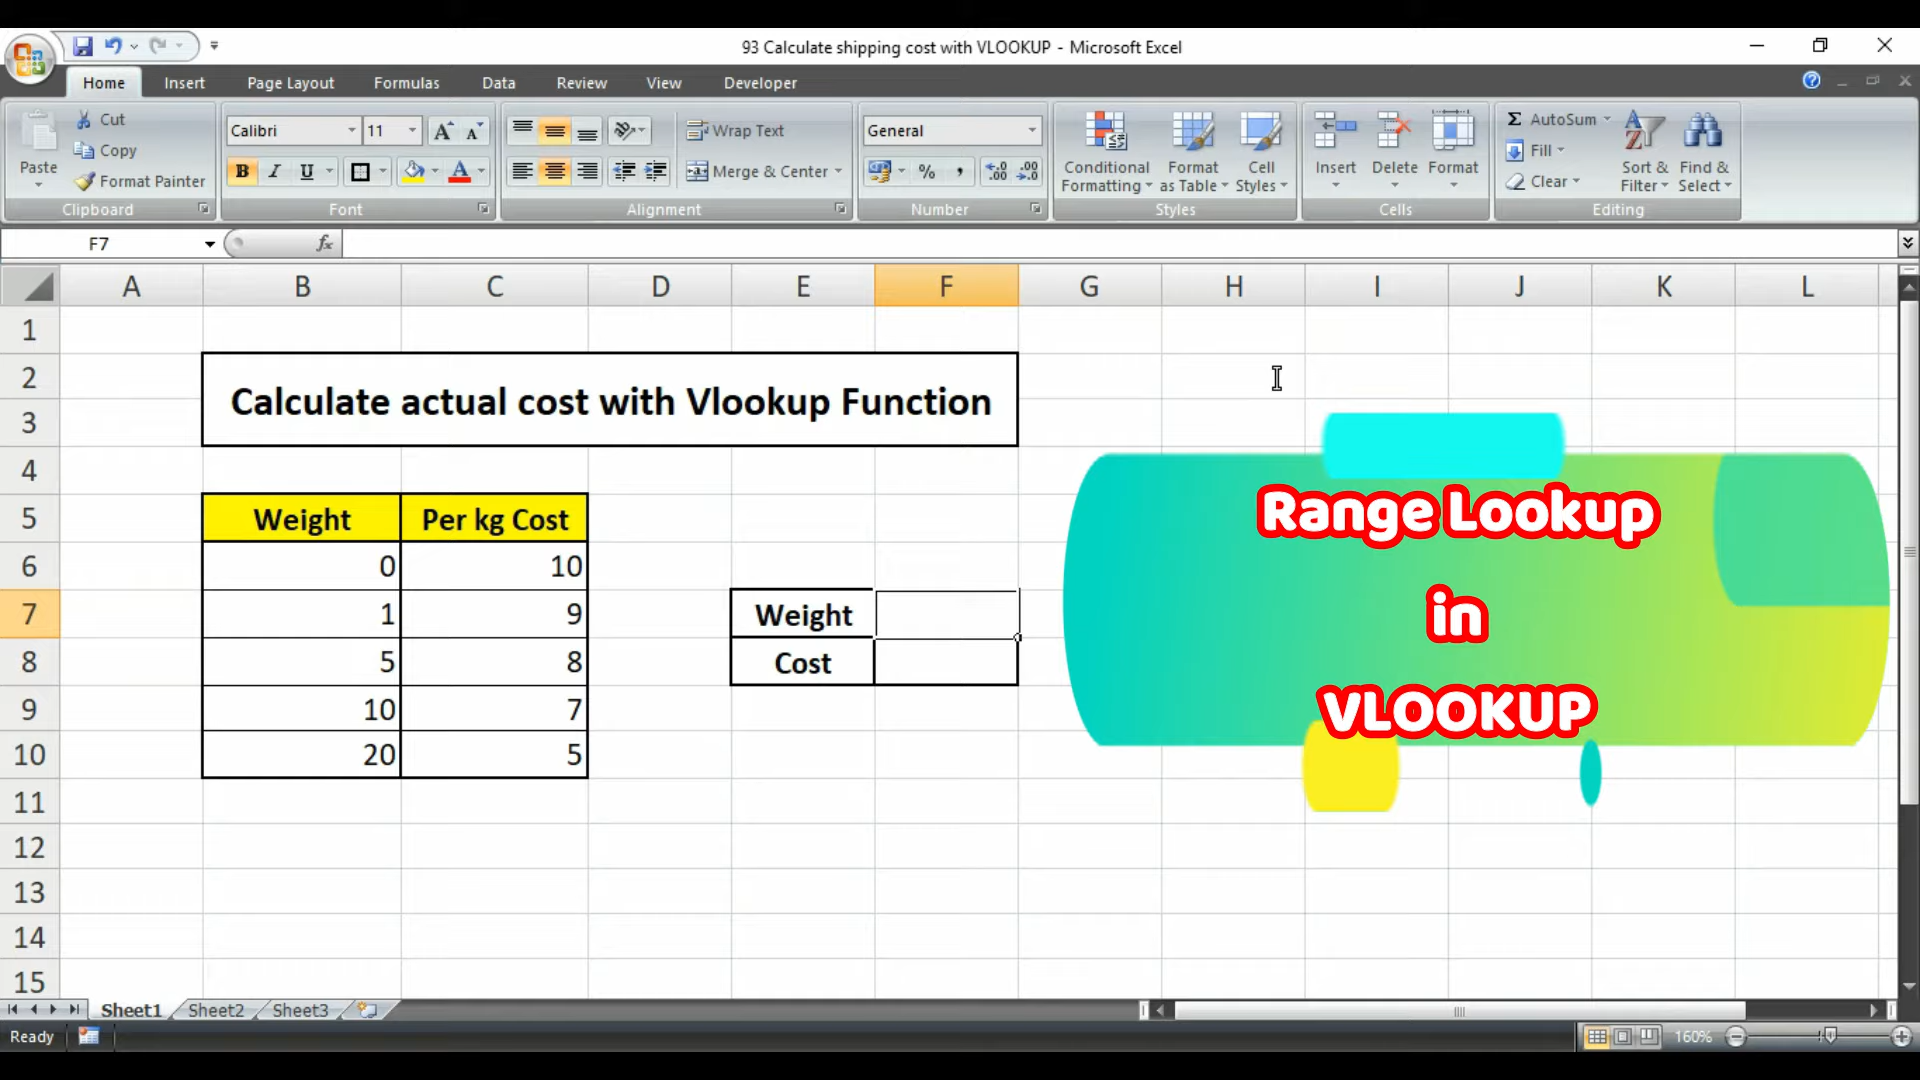 93 Calculate shipping cost with VLOOKUP - Microsoft Excel
Home Insert Page Layout Formulas Data Review View Developer
Paste
Cut
Copy
Format Painter
Clipboard
Calibri 11
B I U
Font
Wrap Text
Merge & Center
Alignment
General
%
Number
Conditional Formatting
Format as Table
Cell Styles
Styles
Insert Delete Format
Cells
AutoSum
Fill
Clear
Sort & Filter
Find & Select
Editing
F7 fx
A B C D E F G H I J K L
1
2
Calculate actual cost with Vlookup Function
3
4
5 Weight Per kg Cost
6 0 10
7 1 9 Weight
8 5 8 Cost
9 10 7
10 20 5
11
12
13
14
15
Range Lookup
in
VLOOKUP
Sheet1 Sheet2 Sheet3
Ready 160%